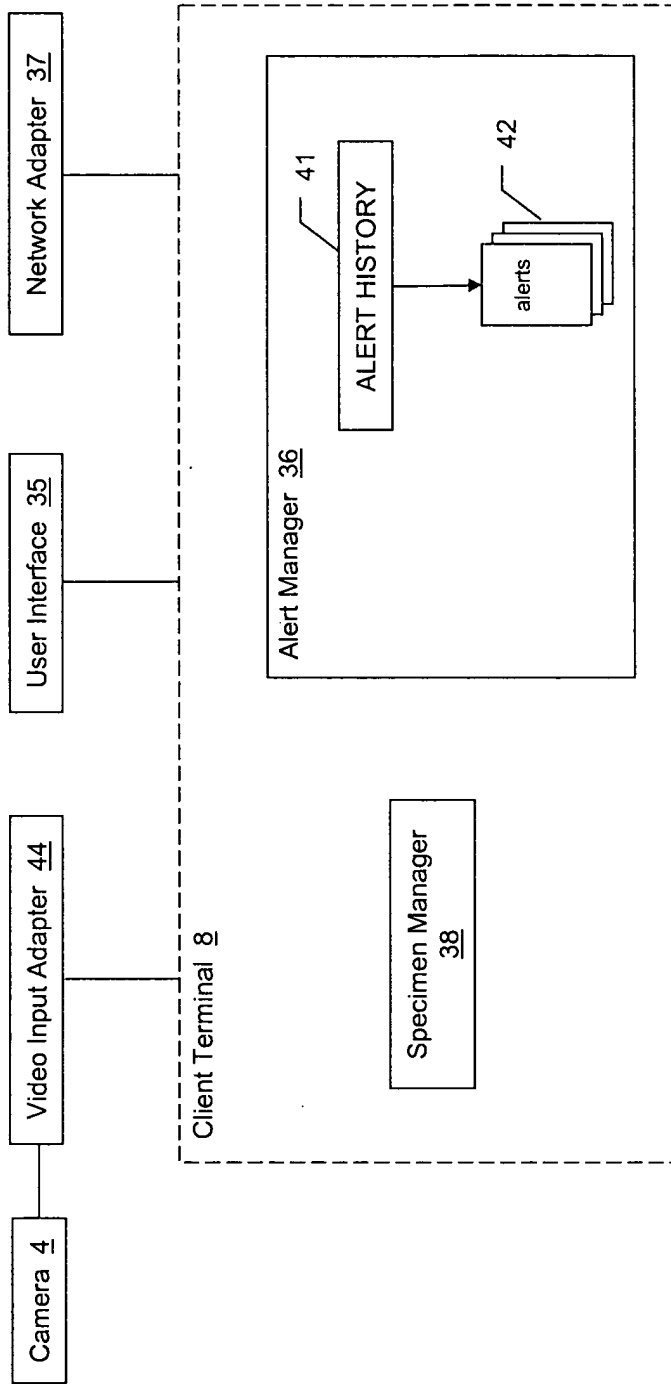 Camera 4
Video Input Adapter 44
User Interface 35
Network Adapter 37
Client Terminal 8
Specimen Manager
38
Alert Manager 36
ALERT HISTORY
41
alerts
42